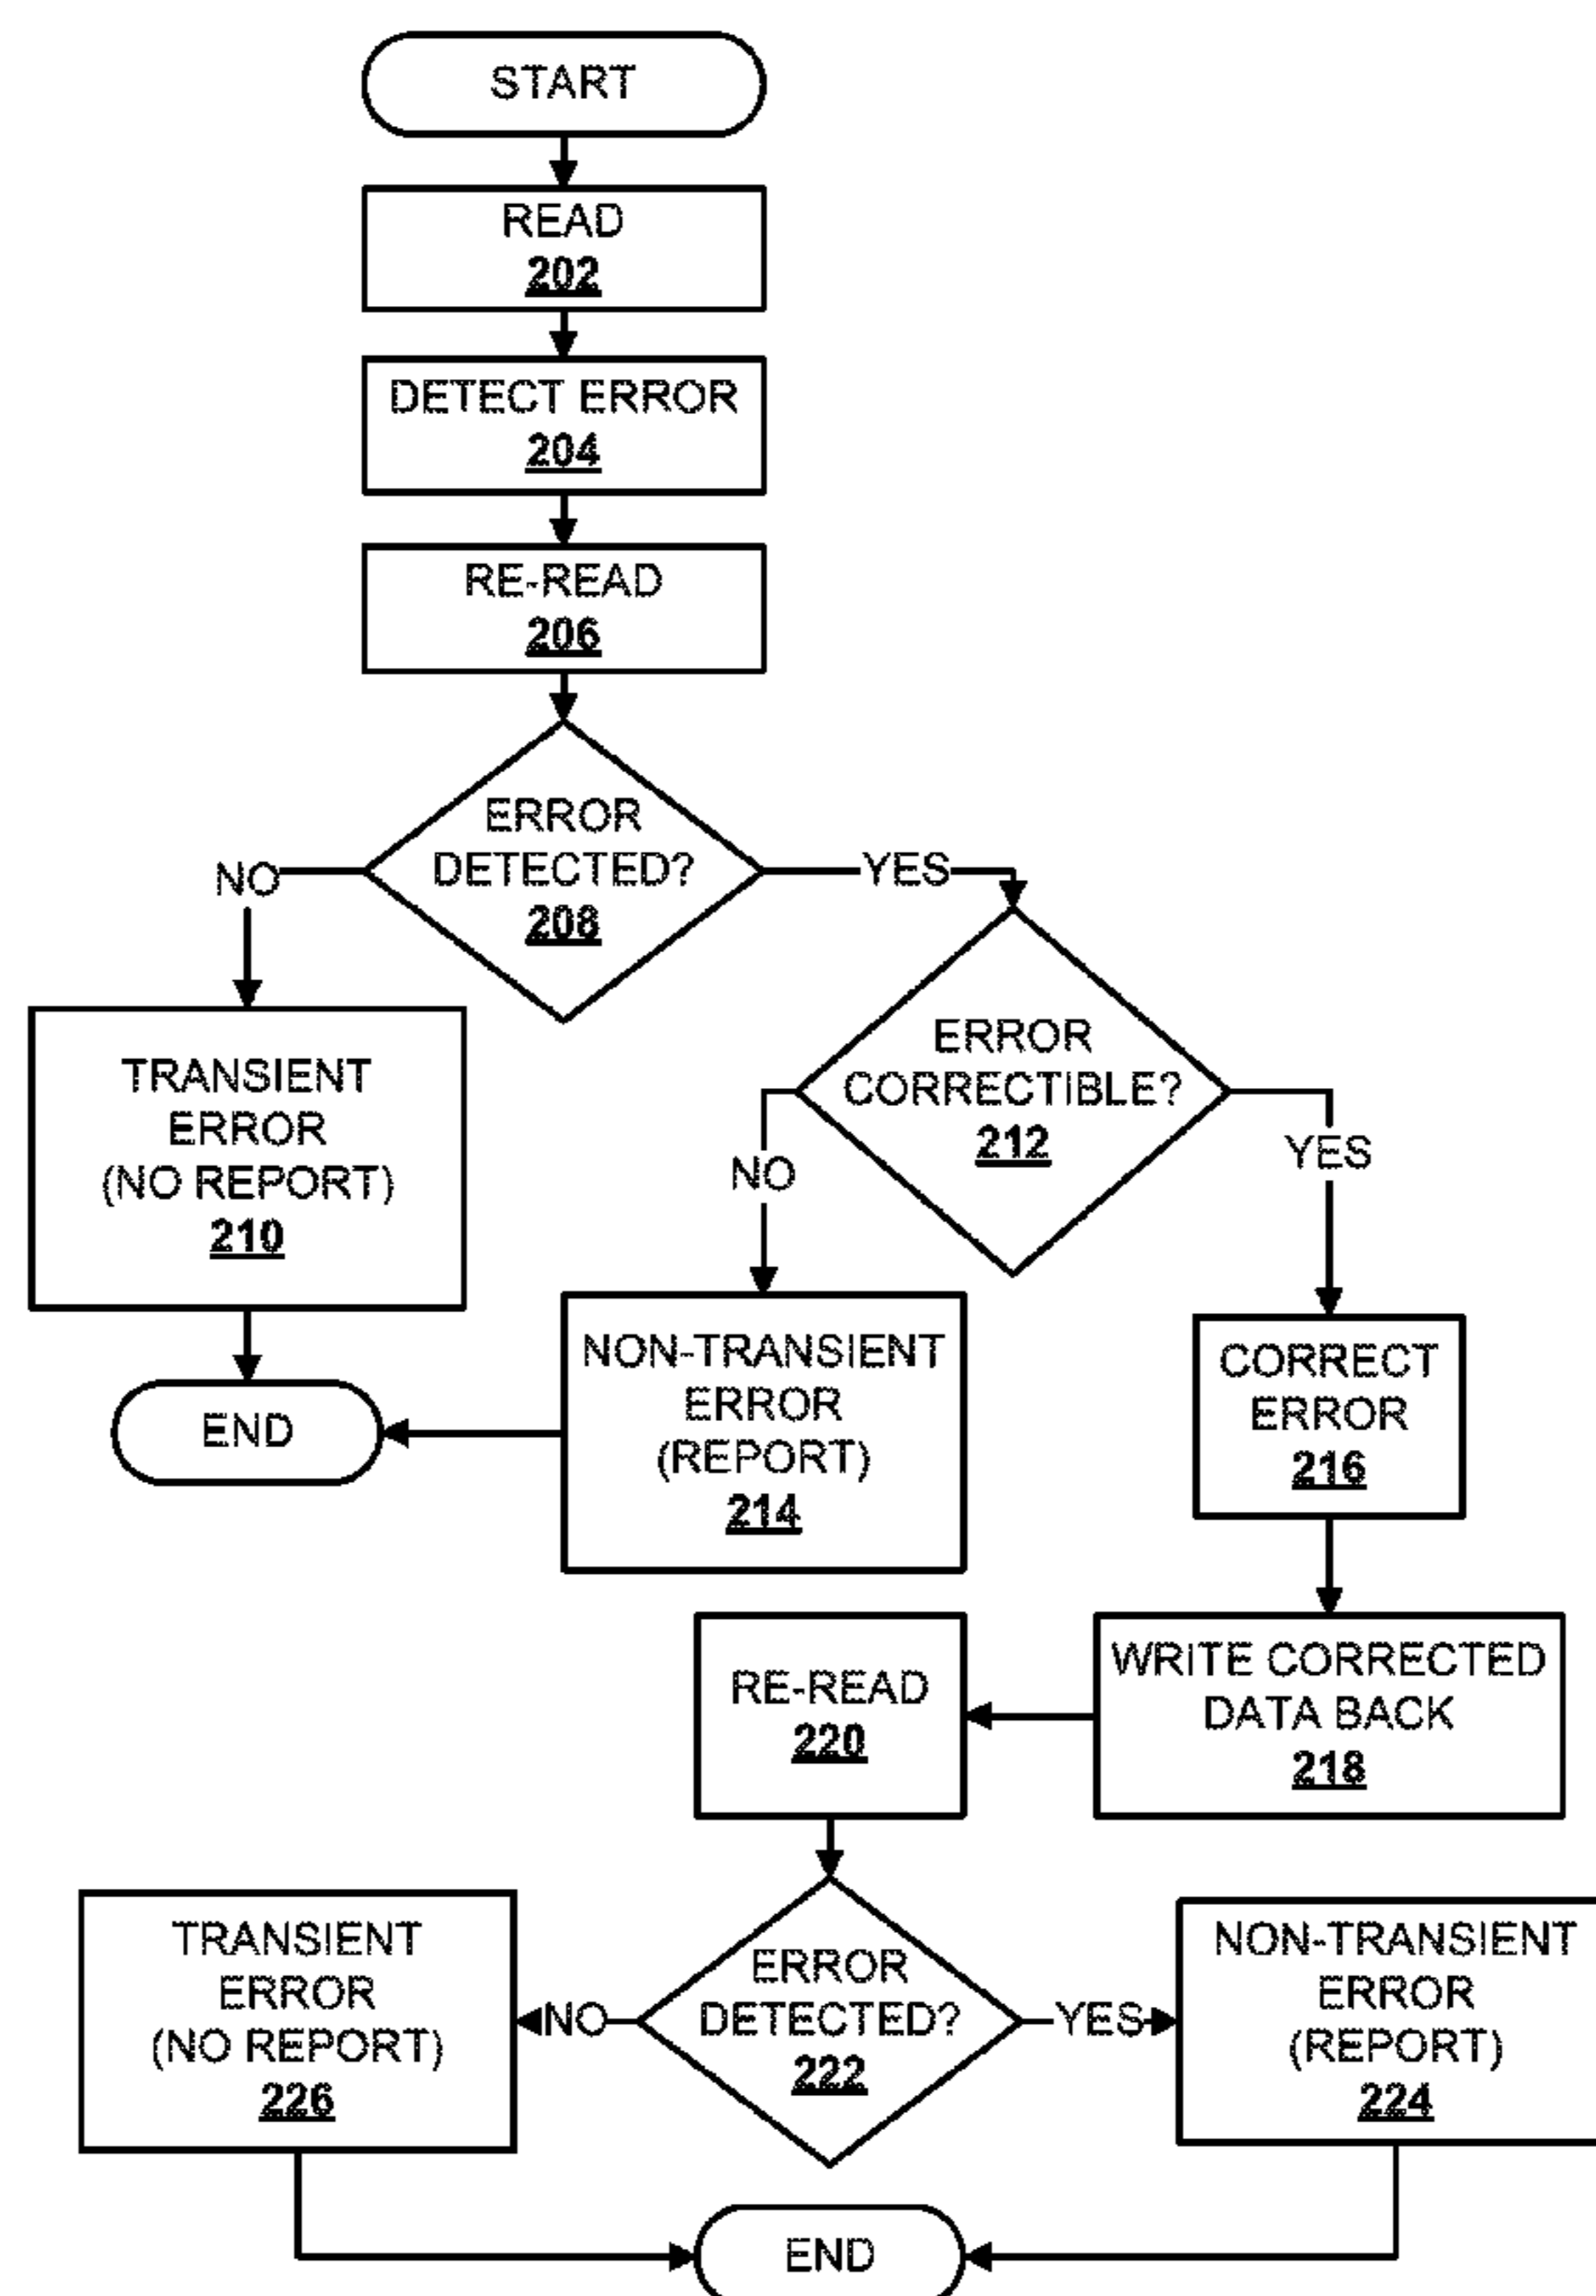 START
READ
202
DETECT ERROR
204
RE-READ
206
ERROR
DETECTED?
208
NO
YES
TRANSIENT
ERROR
(NO REPORT)
210
ERROR
CORRECTIBLE?
212
NO
YES
END
NON-TRANSIENT
ERROR
(REPORT)
214
CORRECT
ERROR
216
WRITE CORRECTED
DATA BACK
218
RE-READ
220
ERROR
DETECTED?
222
NO
YES
TRANSIENT
ERROR
(NO REPORT)
226
NON-TRANSIENT
ERROR
(REPORT)
224
END